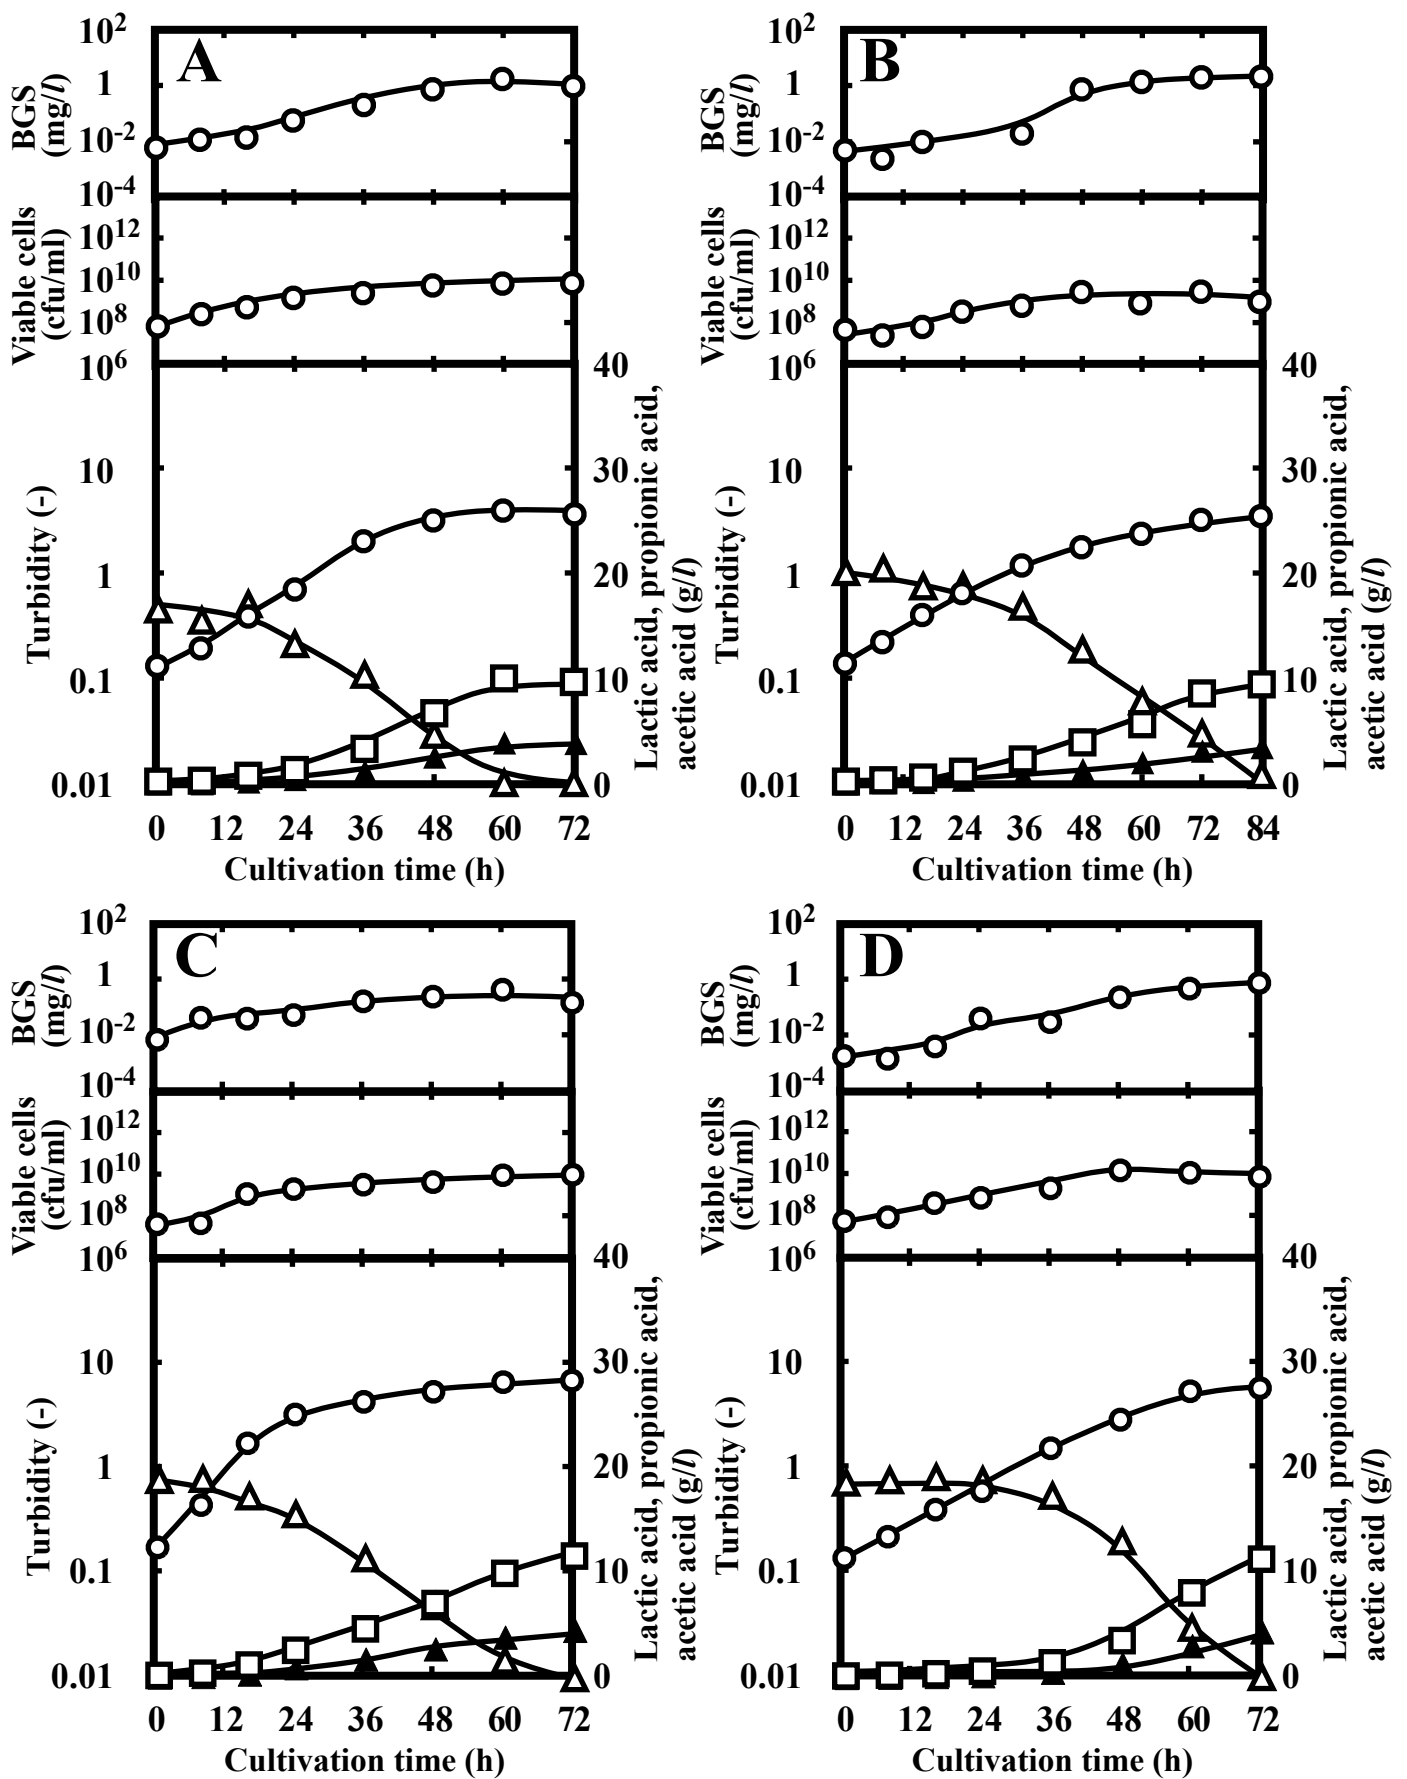 A
10²
1
10⁻²
10⁻⁴
BGS
(mg/l)
10¹²
10¹⁰
10⁸
10⁶
Viable cells
(cfu/ml)
10
1
0.1
0.01
Turbidity (-)
40
30
20
10
0
Lactic acid, propionic acid,
acetic acid (g/l)
0 12 24 36 48 60 72
Cultivation time (h)
B
10²
1
10⁻²
10⁻⁴
BGS
(mg/l)
10¹²
10¹⁰
10⁸
10⁶
Viable cells
(cfu/ml)
10
1
0.1
0.01
Turbidity (-)
40
30
20
10
0
Lactic acid, propionic acid,
acetic acid (g/l)
0 12 24 36 48 60 72 84
Cultivation time (h)
C
10²
1
10⁻²
10⁻⁴
BGS
(mg/l)
10¹²
10¹⁰
10⁸
10⁶
Viable cells
(cfu/ml)
10
1
0.1
0.01
Turbidity (-)
40
30
20
10
0
Lactic acid, propionic acid,
acetic acid (g/l)
0 12 24 36 48 60 72
Cultivation time (h)
D
10²
1
10⁻²
10⁻⁴
BGS
(mg/l)
10¹²
10¹⁰
10⁸
10⁶
Viable cells
(cfu/ml)
10
1
0.1
0.01
Turbidity (-)
40
30
20
10
0
Lactic acid, propionic acid,
acetic acid (g/l)
0 12 24 36 48 60 72
Cultivation time (h)